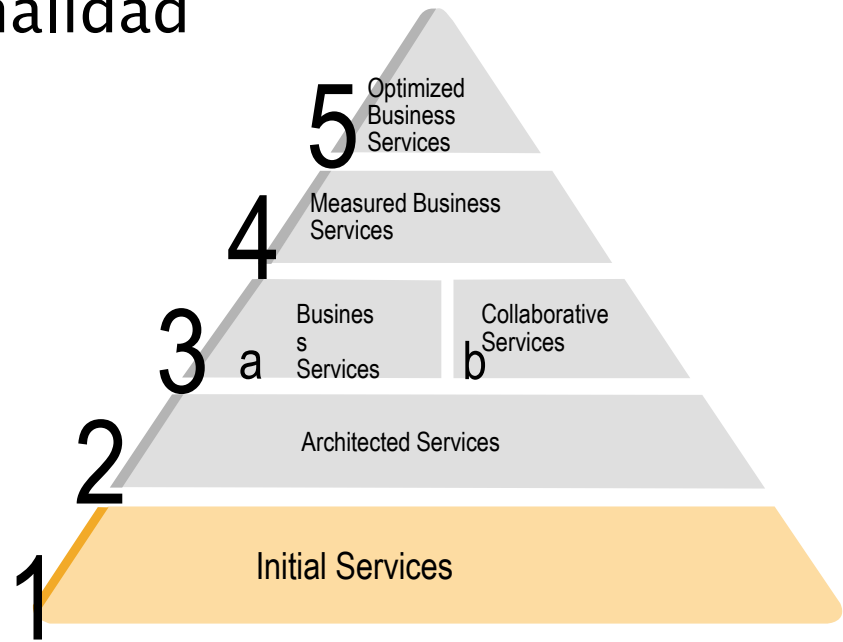 nalidad
5
Optimized
Business
Services
4
Measured Business
Services
3
a
Busines
s
Services
b
Collaborative
Services
2
Architected Services
1
Initial Services